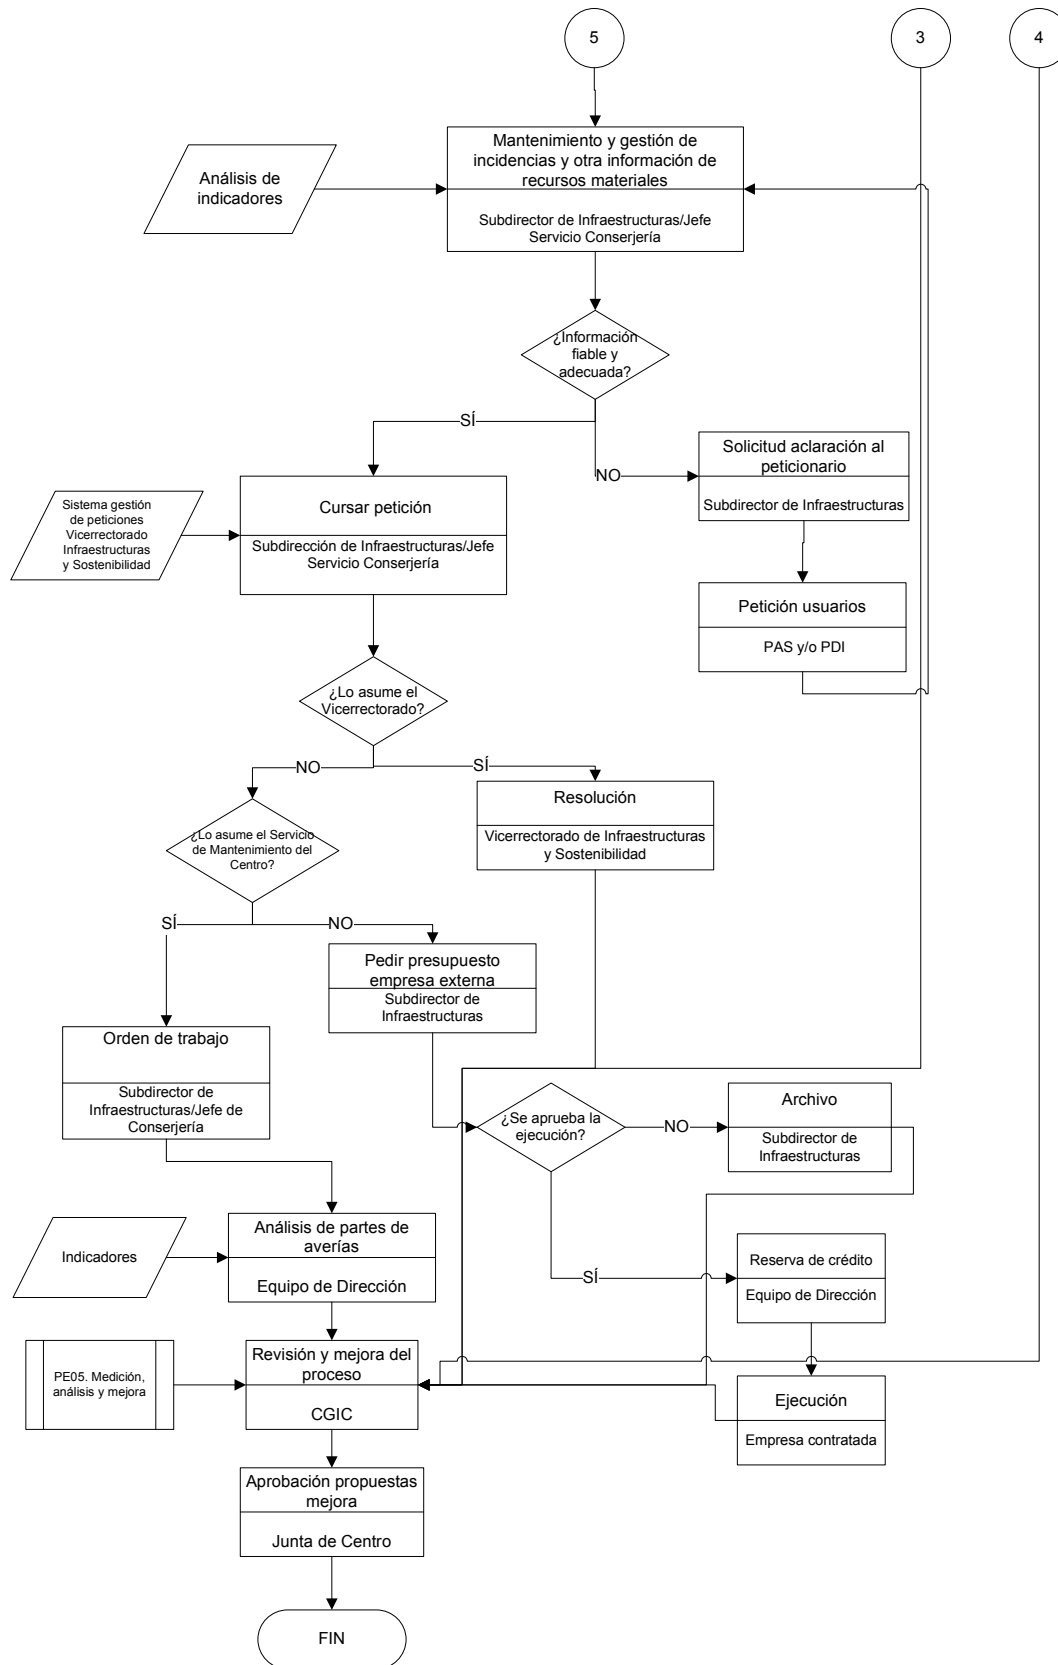 5
3
4
Mantenimiento y gestión de
incidencias y otra información de
recursos materiales
Subdirector de Infraestructuras/Jefe
Servicio Conserjería
Análisis de
indicadores
¿Información
fiable y
adecuada?
SÍ
NO
Solicitud aclaración al
peticionario
Subdirector de Infraestructuras
Sistema gestión
de peticiones
Vicerrectorado
Infraestructuras
y Sostenibilidad
Cursar petición
Subdirección de Infraestructuras/Jefe
Servicio Conserjería
Petición usuarios
PAS y/o PDI
¿Lo asume el
Vicerrectorado?
NO
SÍ
¿Lo asume el Servicio
de Mantenimiento del
Centro?
Resolución
Vicerrectorado de Infraestructuras
y Sostenibilidad
SÍ
NO
Pedir presupuesto
empresa externa
Subdirector de
Infraestructuras
Orden de trabajo
Subdirector de
Infraestructuras/Jefe de
Conserjería
¿Se aprueba la
ejecución?
NO
Archivo
Subdirector de
Infraestructuras
SÍ
Indicadores
Análisis de partes de
averías
Equipo de Dirección
Reserva de crédito
Equipo de Dirección
PE05. Medición,
análisis y mejora
Revisión y mejora del
proceso
CGIC
Ejecución
Empresa contratada
Aprobación propuestas
mejora
Junta de Centro
FIN